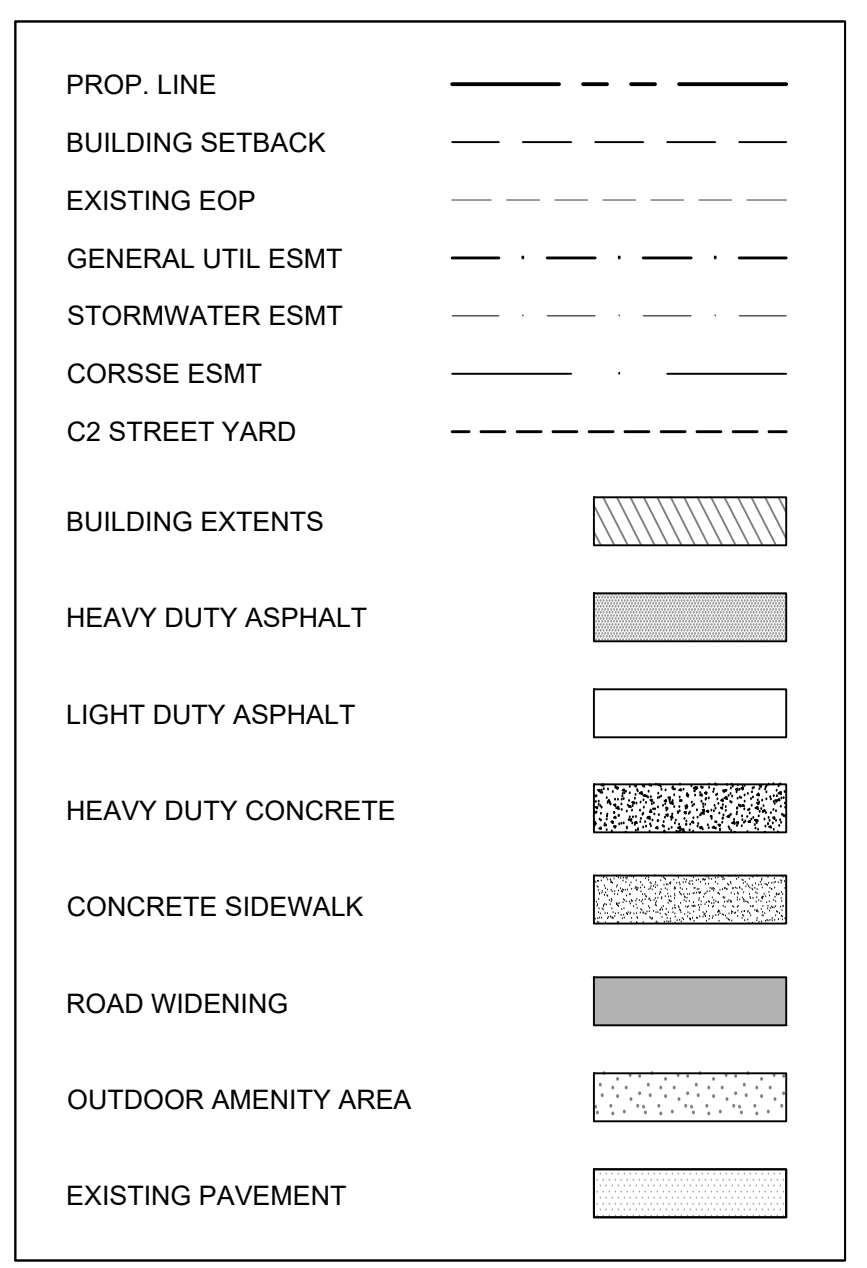 PROP. LINE
BUILDING SETBACK
EXISTING EOP
GENERAL UTIL ESMT
STORMWATER ESMT
CORSSE ESMT
C2 STREET YARD
BUILDING EXTENTS
HEAVY DUTY ASPHALT
LIGHT DUTY ASPHALT
HEAVY DUTY CONCRETE
CONCRETE SIDEWALK
ROAD WIDENING
OUTDOOR AMENITY AREA
EXISTING PAVEMENT